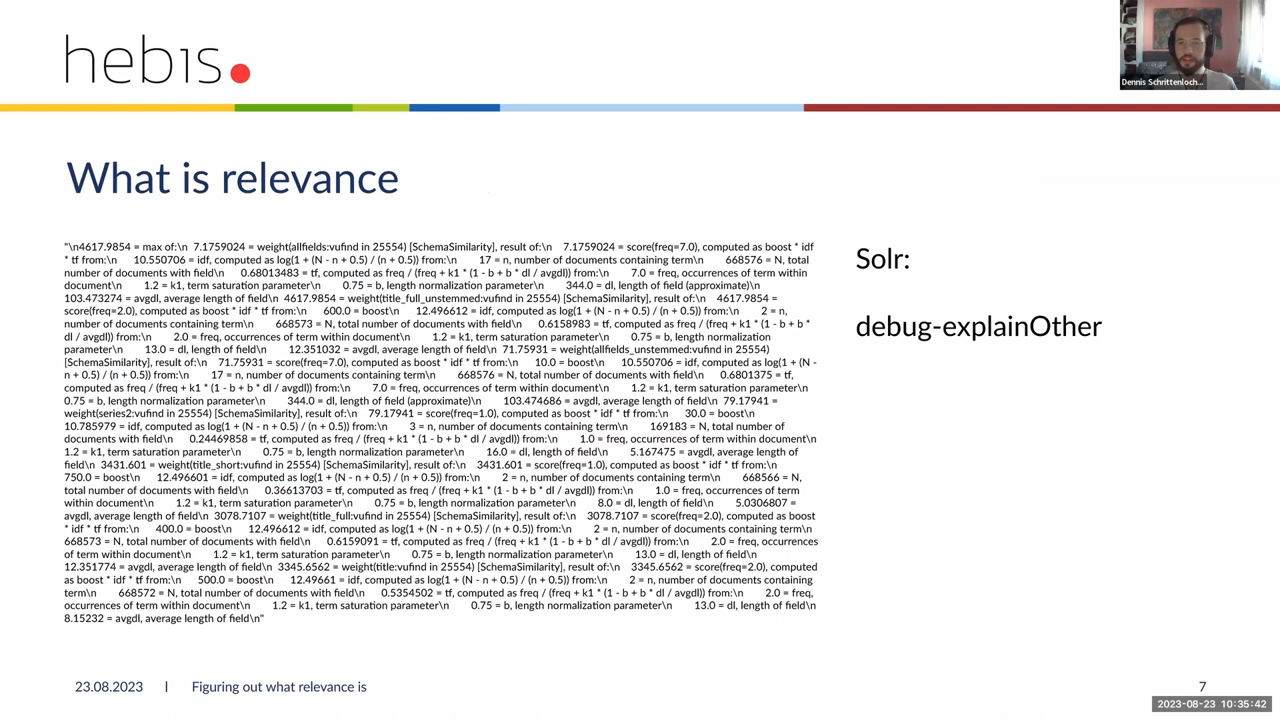 hebis
Dennis Schrittenloch...
What is relevance
"\n4617.9854 = max of:\n  7.1759024 = weight(allfields:vufind in 25554) [SchemaSimilarity], result of:\n    7.1759024 = score(freq=7.0), computed as boost * idf
* tf from:\n      10.550706 = idf, computed as log(1 + (N - n + 0.5) / (n + 0.5)) from:\n        17 = n, number of documents containing term\n        668576 = N, total
number of documents with field\n      0.68013483 = tf, computed as freq / (freq + k1 * (1 - b + b * dl / avgdl)) from:\n        7.0 = freq, occurrences of term within
document\n        1.2 = k1, term saturation parameter\n        0.75 = b, length normalization parameter\n        344.0 = dl, length of field (approximate)\n
103.473274 = avgdl, average length of field\n  4617.9854 = weight(title_full_unstemmed:vufind in 25554) [SchemaSimilarity], result of:\n    4617.9854 =
score(freq=2.0), computed as boost * idf * tf from:\n      600.0 = boost\n      12.496612 = idf, computed as log(1 + (N - n + 0.5) / (n + 0.5)) from:\n        2 = n,
number of documents containing term\n        668573 = N, total number of documents with field\n      0.6158983 = tf, computed as freq / (freq + k1 * (1 - b + b *
dl / avgdl)) from:\n        2.0 = freq, occurrences of term within document\n        1.2 = k1, term saturation parameter\n        0.75 = b, length normalization
parameter\n        13.0 = dl, length of field\n        12.351032 = avgdl, average length of field\n  71.75931 = weight(allfields_unstemmed:vufind in 25554)
[SchemaSimilarity], result of:\n    71.75931 = score(freq=7.0), computed as boost * idf * tf from:\n      10.0 = boost\n      10.550706 = idf, computed as log(1 + (N -
n + 0.5) / (n + 0.5)) from:\n        17 = n, number of documents containing term\n        668576 = N, total number of documents with field\n      0.6801375 = tf,
computed as freq / (freq + k1 * (1 - b + b * dl / avgdl)) from:\n        7.0 = freq, occurrences of term within document\n        1.2 = k1, term saturation parameter\n
0.75 = b, length normalization parameter\n        344.0 = dl, length of field (approximate)\n        103.474686 = avgdl, average length of field\n  79.17941 =
weight(series2:vufind in 25554) [SchemaSimilarity], result of:\n    79.17941 = score(freq=1.0), computed as boost * idf * tf from:\n      30.0 = boost\n
10.785979 = idf, computed as log(1 + (N - n + 0.5) / (n + 0.5)) from:\n        3 = n, number of documents containing term\n        169183 = N, total number of
documents with field\n      0.24469858 = tf, computed as freq / (freq + k1 * (1 - b + b * dl / avgdl)) from:\n        1.0 = freq, occurrences of term within document\n
1.2 = k1, term saturation parameter\n        0.75 = b, length normalization parameter\n        16.0 = dl, length of field\n        5.167475 = avgdl, average length of
field\n  3431.601 = weight(title_short:vufind in 25554) [SchemaSimilarity], result of:\n    3431.601 = score(freq=1.0), computed as boost * idf * tf from:\n
750.0 = boost\n      12.496601 = idf, computed as log(1 + (N - n + 0.5) / (n + 0.5)) from:\n        2 = n, number of documents containing term\n        668566 = N,
total number of documents with field\n      0.36613703 = tf, computed as freq / (freq + k1 * (1 - b + b * dl / avgdl)) from:\n        1.0 = freq, occurrences of term
within document\n        1.2 = k1, term saturation parameter\n        0.75 = b, length normalization parameter\n        8.0 = dl, length of field\n        5.0306807 =
avgdl, average length of field\n  3078.7107 = weight(title_full:vufind in 25554) [SchemaSimilarity], result of:\n    3078.7107 = score(freq=2.0), computed as boost
* idf * tf from:\n      400.0 = boost\n      12.496612 = idf, computed as log(1 + (N - n + 0.5) / (n + 0.5)) from:\n        2 = n, number of documents containing term\n
668573 = N, total number of documents with field\n      0.6159091 = tf, computed as freq / (freq + k1 * (1 - b + b * dl / avgdl)) from:\n        2.0 = freq, occurrences
of term within document\n        1.2 = k1, term saturation parameter\n        0.75 = b, length normalization parameter\n        13.0 = dl, length of field\n
12.351774 = avgdl, average length of field\n  3345.6562 = weight(title:vufind in 25554) [SchemaSimilarity], result of:\n    3345.6562 = score(freq=2.0), computed
as boost * idf * tf from:\n      500.0 = boost\n      12.49661 = idf, computed as log(1 + (N - n + 0.5) / (n + 0.5)) from:\n        2 = n, number of documents containing
term\n        668572 = N, total number of documents with field\n      0.5354502 = tf, computed as freq / (freq + k1 * (1 - b + b * dl / avgdl)) from:\n        2.0 = freq,
occurrences of term within document\n        1.2 = k1, term saturation parameter\n        0.75 = b, length normalization parameter\n        13.0 = dl, length of field\n
8.15232 = avgdl, average length of field\n"
Solr:
debug-explainOther
23.08.2023 | Figuring out what relevance is
7
2023-08-23 10:35:42